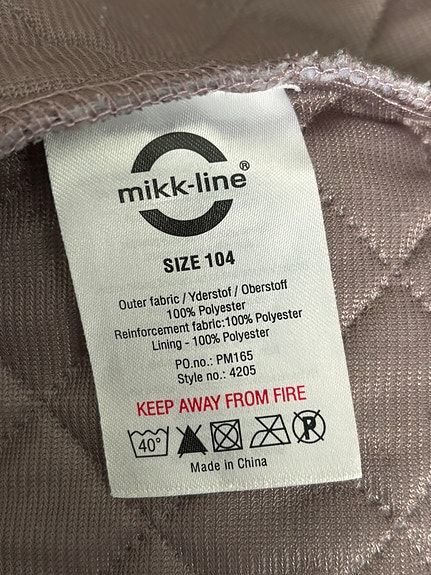 mikk-line®
SIZE 104
Outer fabric / Yderstof / Oberstoff
100% Polyester
Reinforcement fabric:100% Polyester
Lining - 100% Polyester
PO.no.: PM165
Style no.: 4205
KEEP AWAY FROM FIRE
40° P
Made in China